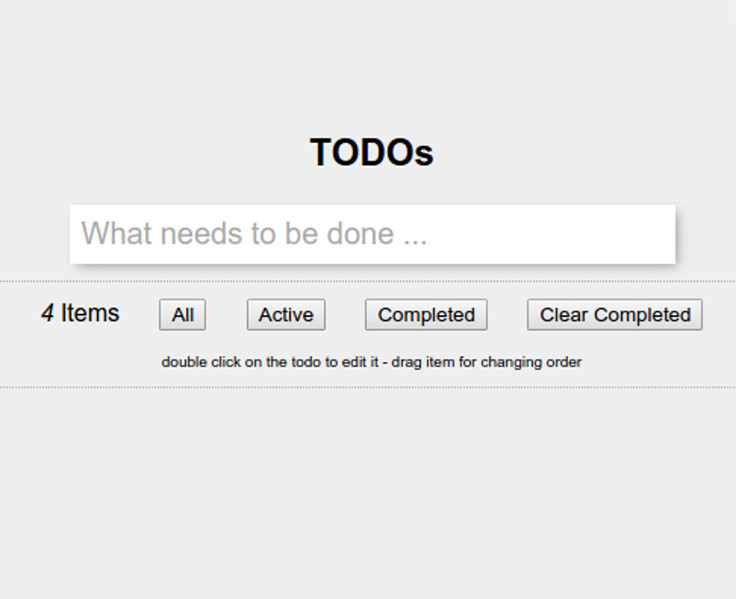 TODOs
What needs to be done ...
4 Items All Active Completed Clear Completed
double click on the todo to edit it - drag item for changing order